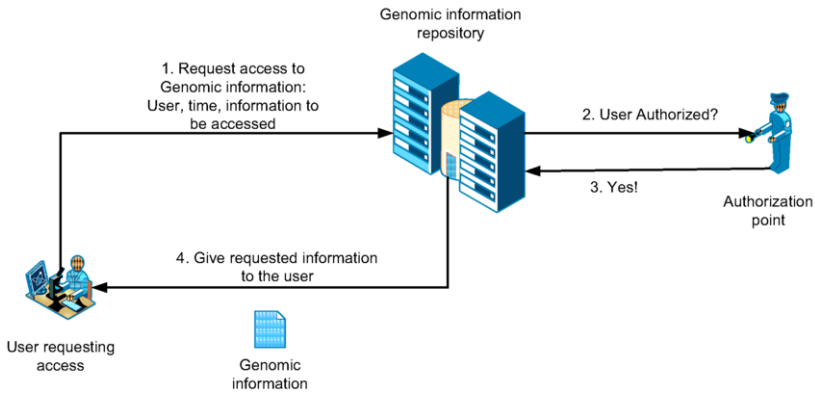 Genomic information
repository
1. Request access to
Genomic information:
User, time, information to
be accessed
2. User Authorized?
3. Yes!
Authorization
point
4. Give requested information
to the user
User requesting
access
Genomic
information